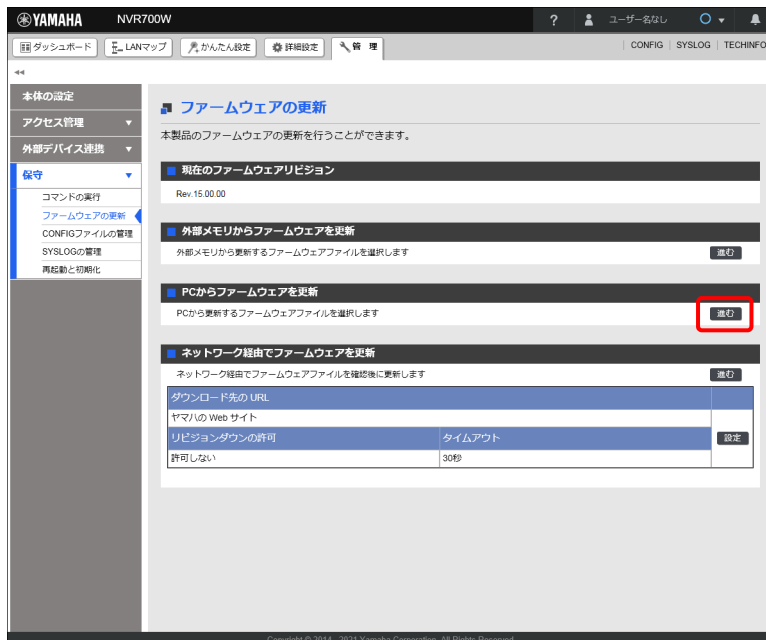 YAMAHA NVR700W ? ユーザー名なし
ダッシュボード LANマップ かんたん設定 詳細設定 管 理 CONFIG SYSLOG TECHINFO
本体の設定
アクセス管理 ▼
外部デバイス連携 ▼
保守 ▼
コマンドの実行
ファームウェアの更新
CONFIGファイルの管理
SYSLOGの管理
再起動と初期化
ファームウェアの更新
本製品のファームウェアの更新を行うことができます。
現在のファームウェアリビジョン
Rev.15.00.00
外部メモリからファームウェアを更新
外部メモリから更新するファームウェアファイルを選択します 進む
PCからファームウェアを更新
PCから更新するファームウェアファイルを選択します 進む
ネットワーク経由でファームウェアを更新
ネットワーク経由でファームウェアファイルを確認後に更新します 進む
ダウンロード先の URL
ヤマハの Web サイト
リビジョンダウンの許可 タイムアウト 設定
許可しない 30秒
Copyright © 2014 - 2021 Yamaha Corporation. All Rights Reserved.